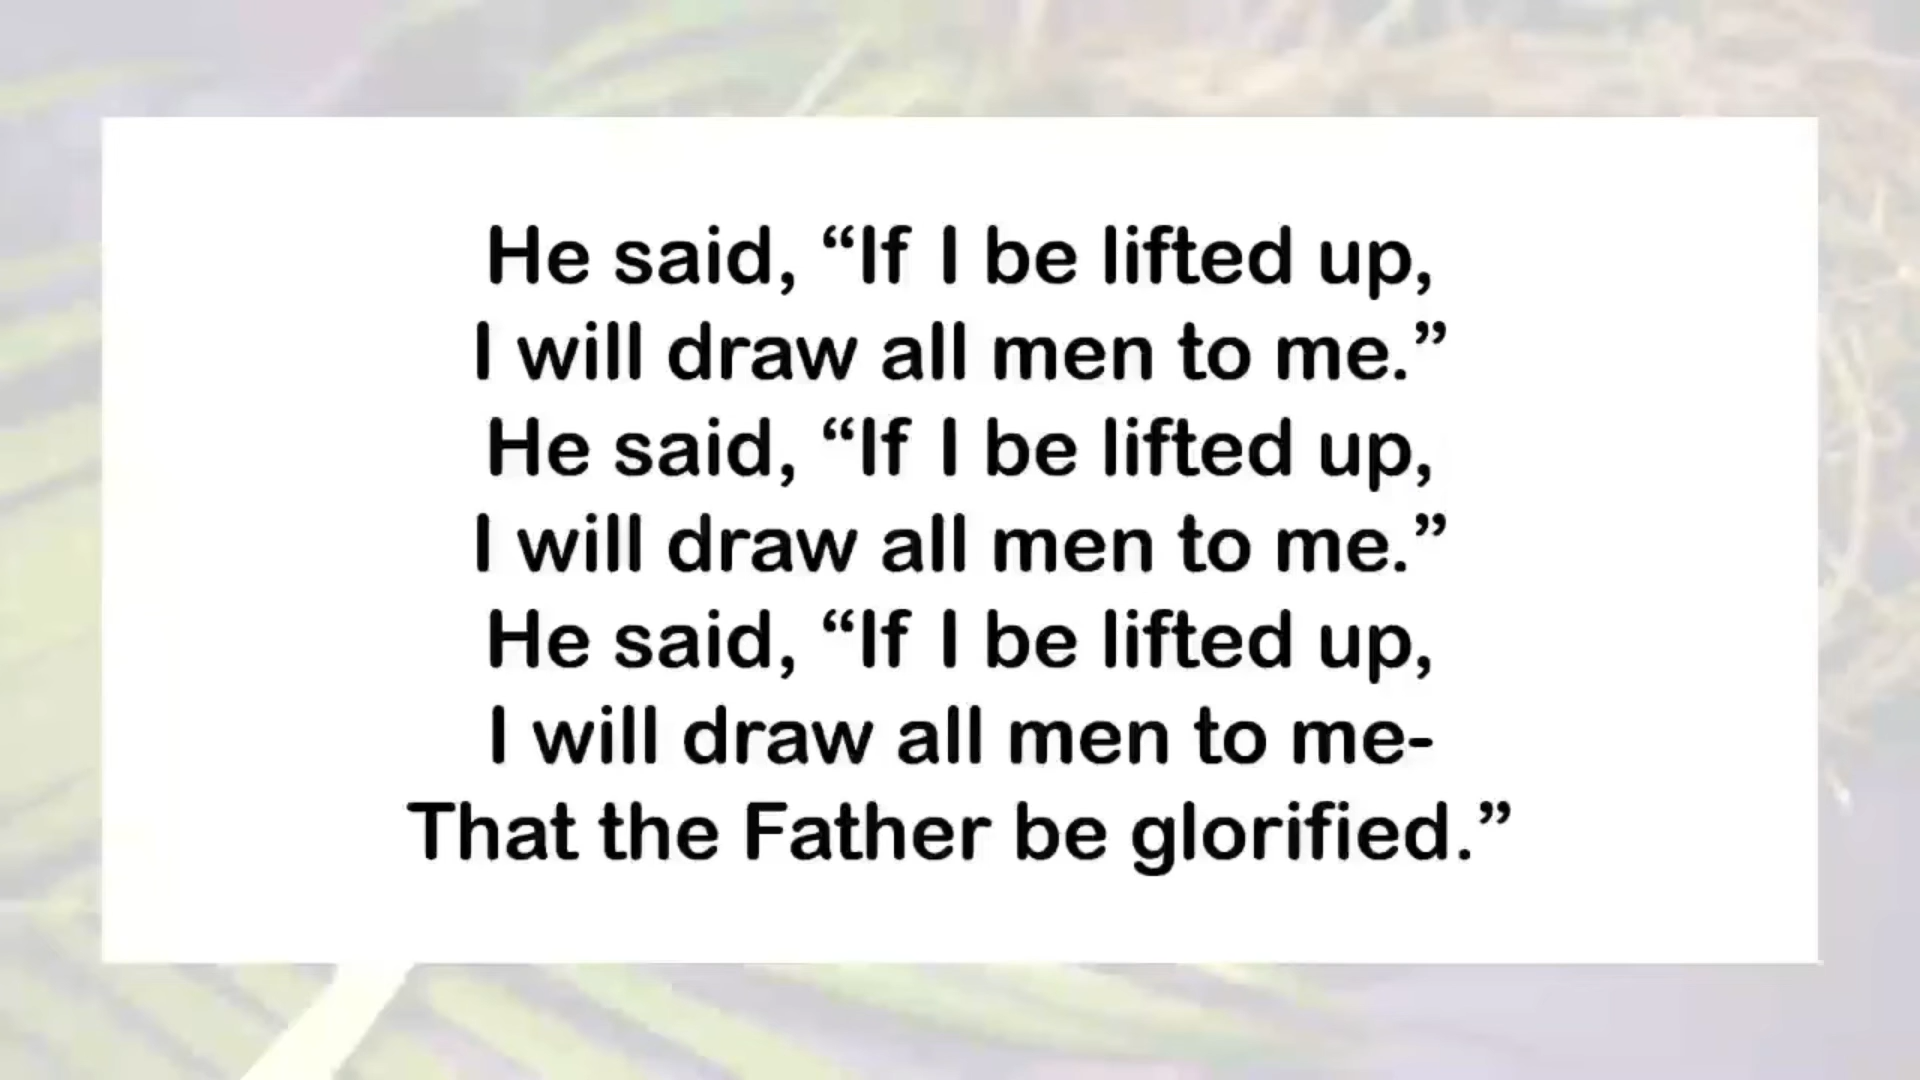 He said, “If I be lifted up,
I will draw all men to me.”
He said, “If I be lifted up,
I will draw all men to me.”
He said, “If I be lifted up,
I will draw all men to me-
That the Father be glorified.”